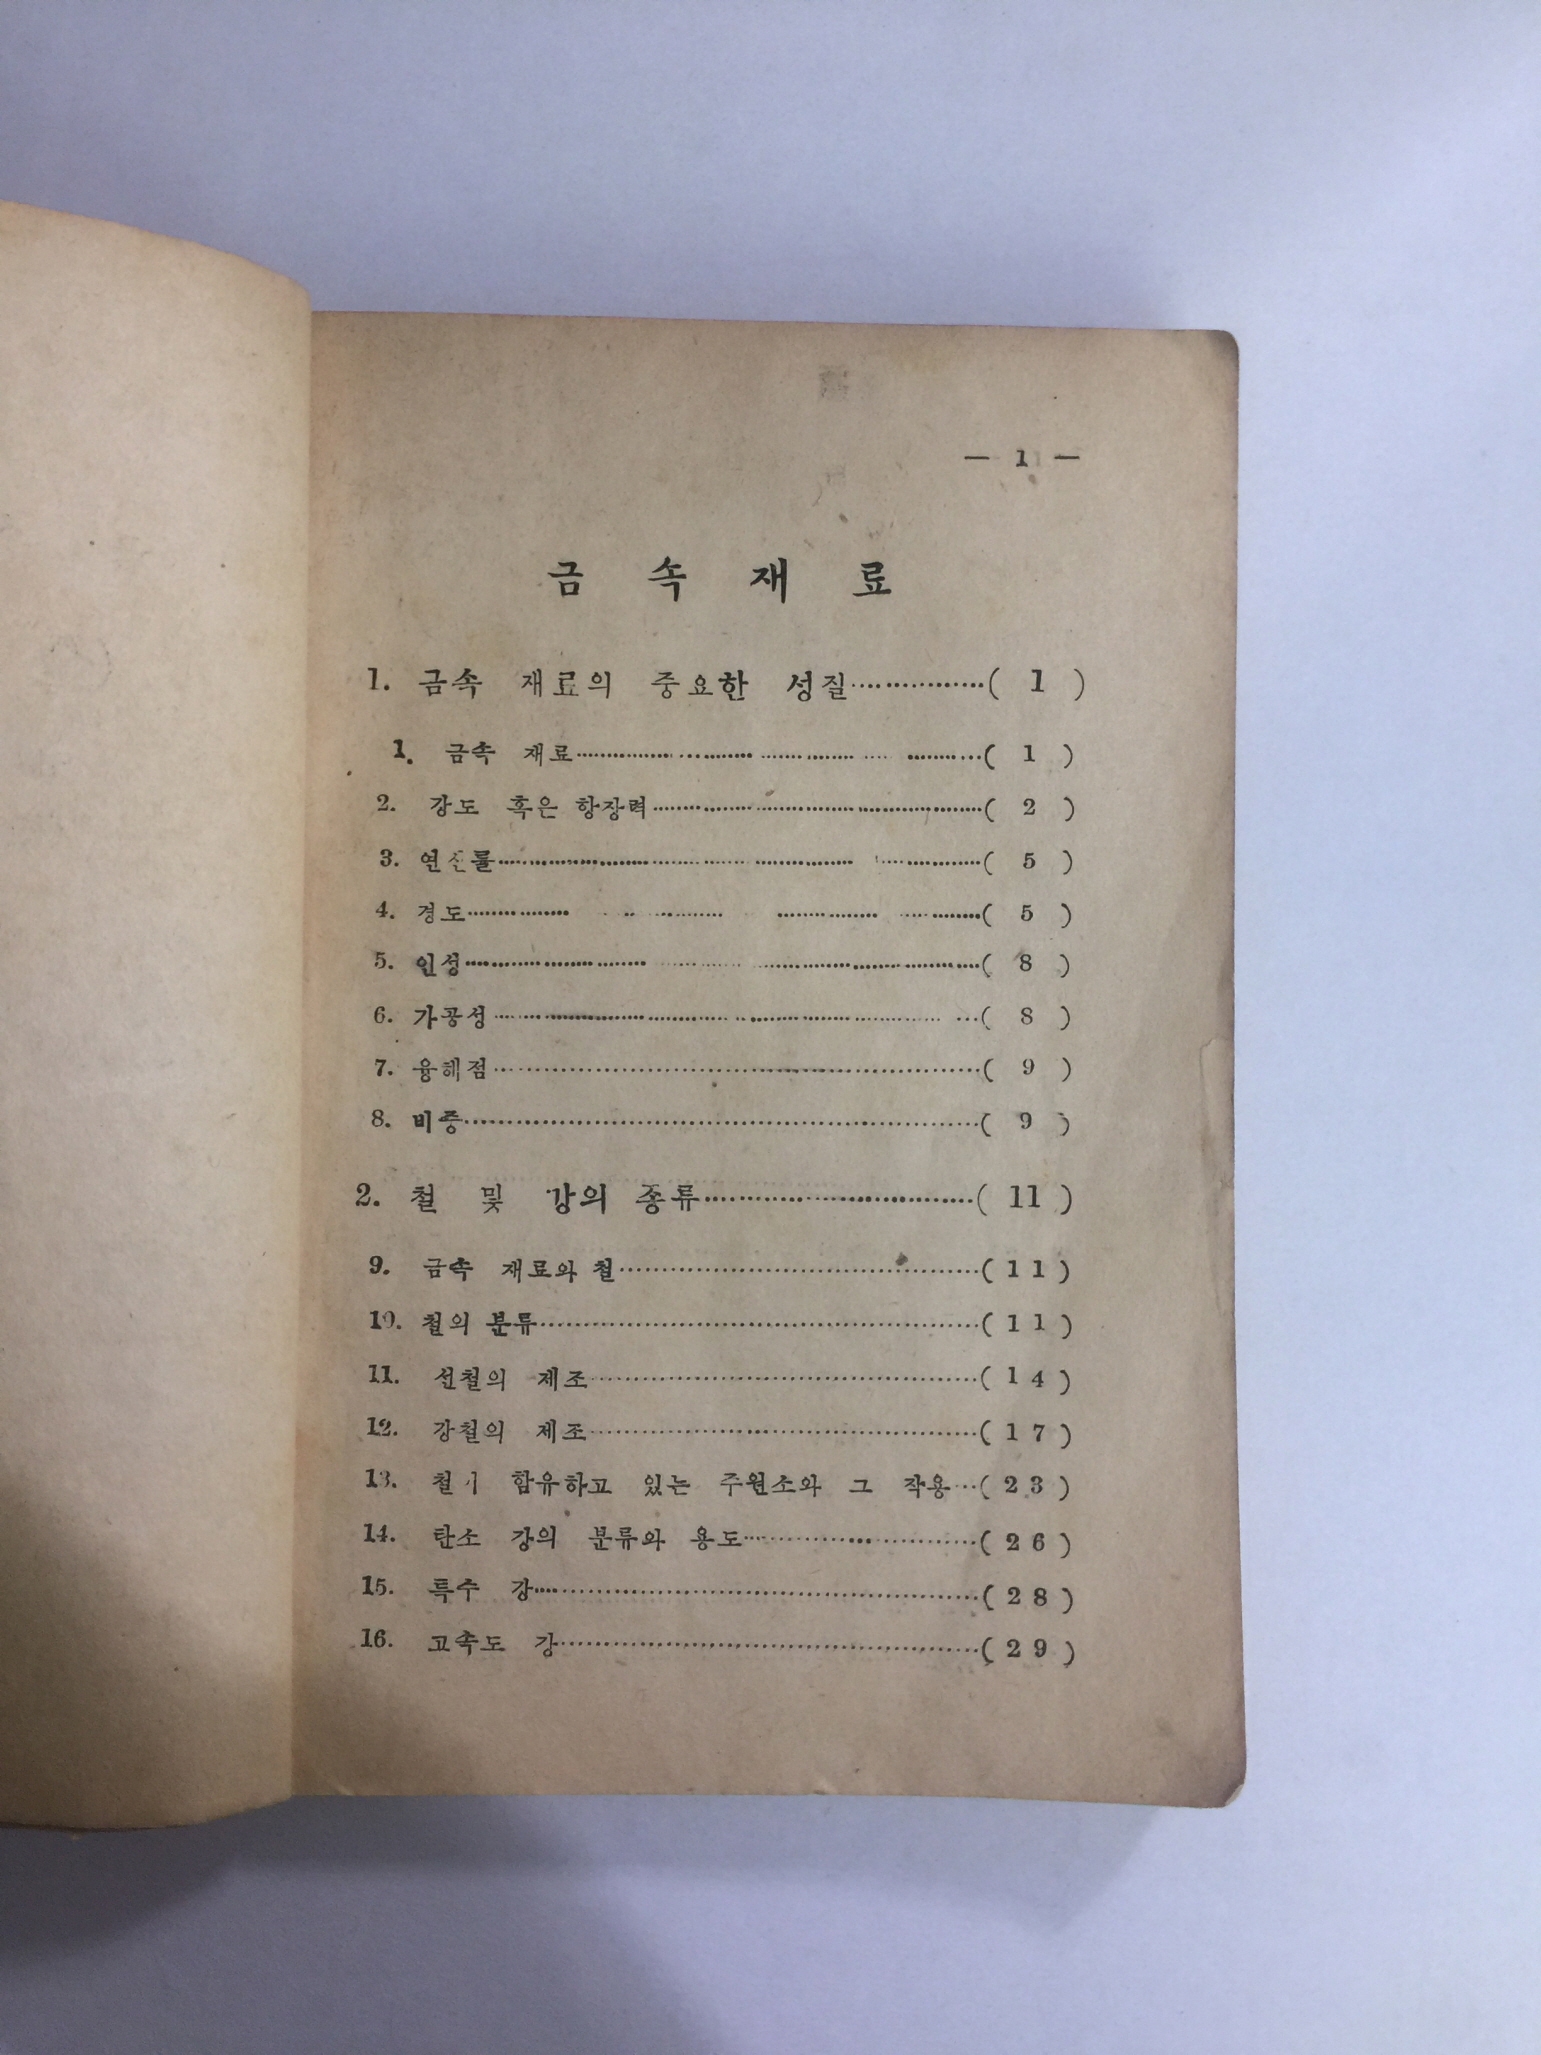 — 1 —
금 속 재 료
1. 금속 재료의 중요한 성질………………( 1 )
1. 금속 재료………………………………( 1 )
2. 강도 혹은 항장력………………………( 2 )
3. 연신률……………………………………( 5 )
4. 경도………………………………………( 5 )
5. 인성………………………………………( 8 )
6. 가공성……………………………………( 8 )
7. 융해점……………………………………( 9 )
8. 비중………………………………………( 9 )
2. 철 및 강의 종류…………………………( 11 )
9. 금속 재료와 철…………………………( 11 )
10. 철의 분류………………………………( 11 )
11. 선철의 제조……………………………( 14 )
12. 강철의 제조……………………………( 17 )
13. 철이 함유하고 있는 주원소와 그 작용…( 23 )
14. 탄소 강의 분류와 용도………………( 26 )
15. 특수 강…………………………………( 28 )
16. 고속도 강………………………………( 29 )